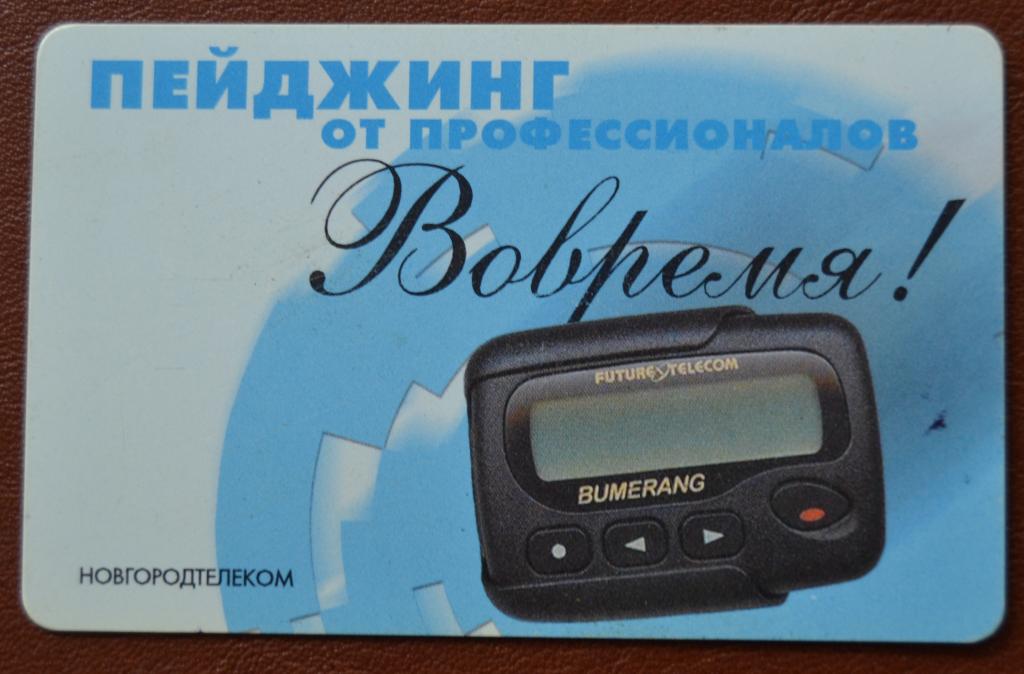 ПЕЙДЖИНГ
ОТ ПРОФЕССИОНАЛОВ
Вовремя!
FUTURE TELECOM
BUMERANG
НОВГОРОДТЕЛЕКОМ